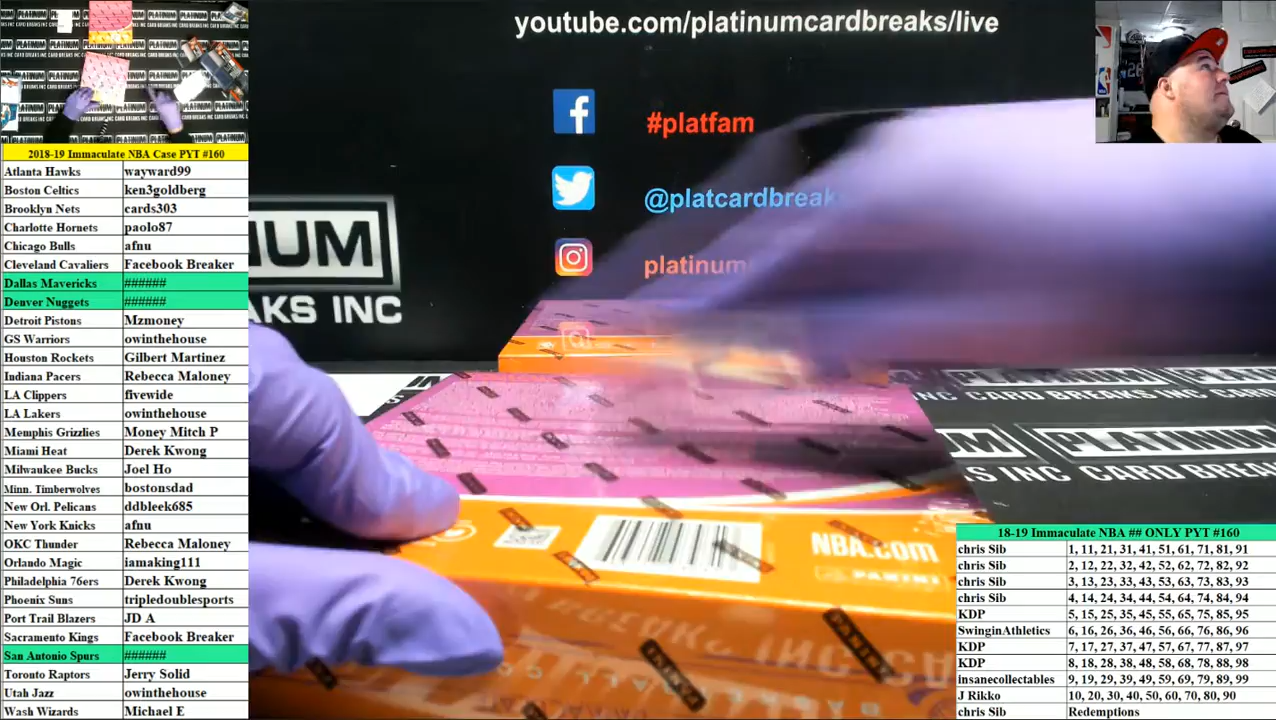 youtube.com/platinumcardbreaks/live
#platfam
@platcardbreaks
platinum
2018-19 Immaculate NBA Case PYT #160
Atlanta Hawks wayward99
Boston Celtics ken3goldberg
Brooklyn Nets cards303
Charlotte Hornets paolo87
Chicago Bulls afnu
Cleveland Cavaliers Facebook Breaker
Dallas Mavericks ######
Denver Nuggets ######
Detroit Pistons Mzmoney
GS Warriors owinthehouse
Houston Rockets Gilbert Martinez
Indiana Pacers Rebecca Maloney
LA Clippers fivewide
LA Lakers owinthehouse
Memphis Grizzlies Money Mitch P
Miami Heat Derek Kwong
Milwaukee Bucks Joel Ho
Minn. Timberwolves bostonsdad
New Orl. Pelicans ddbleek685
New York Knicks afnu
OKC Thunder Rebecca Maloney
Orlando Magic iamaking111
Philadelphia 76ers Derek Kwong
Phoenix Suns tripledoublesports
Port Trail Blazers JD A
Sacramento Kings Facebook Breaker
San Antonio Spurs ######
Toronto Raptors Jerry Solid
Utah Jazz owinthehouse
Wash Wizards Michael E
NUM
AKS INC
NBA.com
PANINI
PLATINUM
CARD BREAKS
18-19 Immaculate NBA ## ONLY PYT #160
chris Sib 1, 11, 21, 31, 41, 51, 61, 71, 81, 91
chris Sib 2, 12, 22, 32, 42, 52, 62, 72, 82, 92
chris Sib 3, 13, 23, 33, 43, 53, 63, 73, 83, 93
chris Sib 4, 14, 24, 34, 44, 54, 64, 74, 84, 94
KDP 5, 15, 25, 35, 45, 55, 65, 75, 85, 95
SwinginAthletics 6, 16, 26, 36, 46, 56, 66, 76, 86, 96
KDP 7, 17, 27, 37, 47, 57, 67, 77, 87, 97
KDP 8, 18, 28, 38, 48, 58, 68, 78, 88, 98
insanecollectables 9, 19, 29, 39, 49, 59, 69, 79, 89, 99
J Rikko 10, 20, 30, 40, 50, 60, 70, 80, 90
chris Sib Redemptions